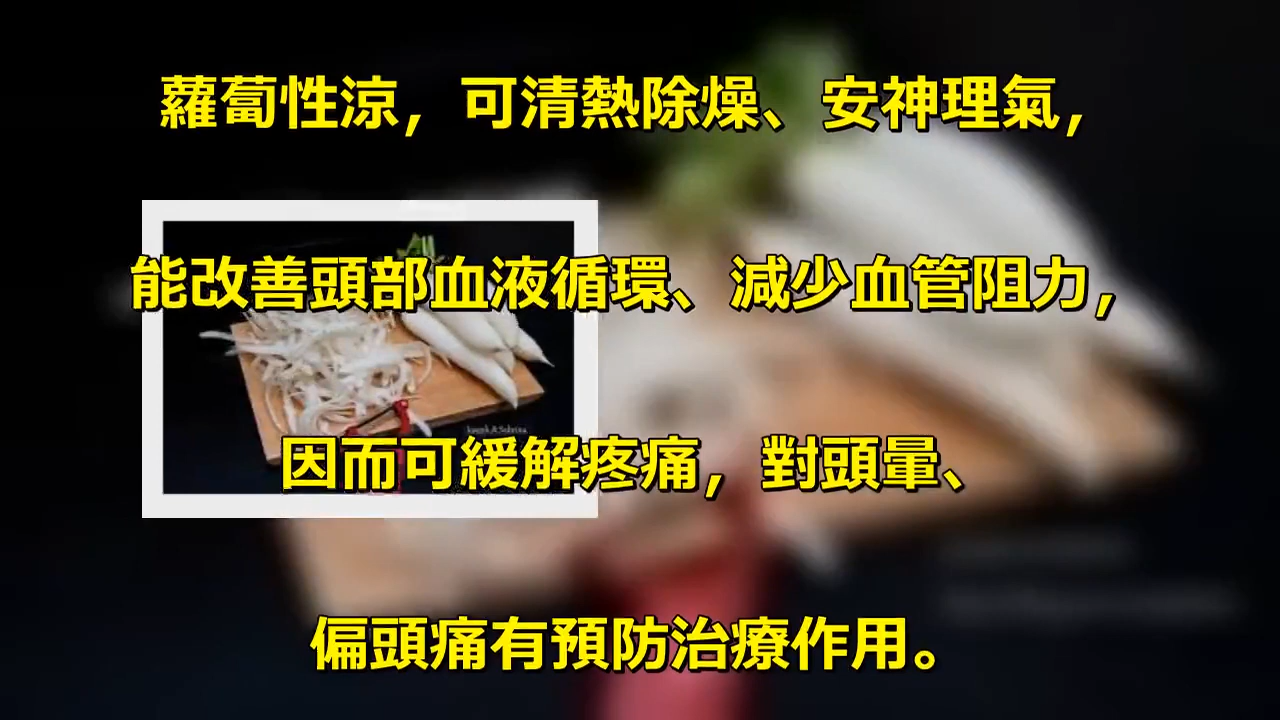 蘿蔔性涼，可清熱除燥、安神理氣，
能改善頭部血液循環、減少血管阻力，
因而可緩解疼痛，對頭暈、
偏頭痛有預防治療作用。